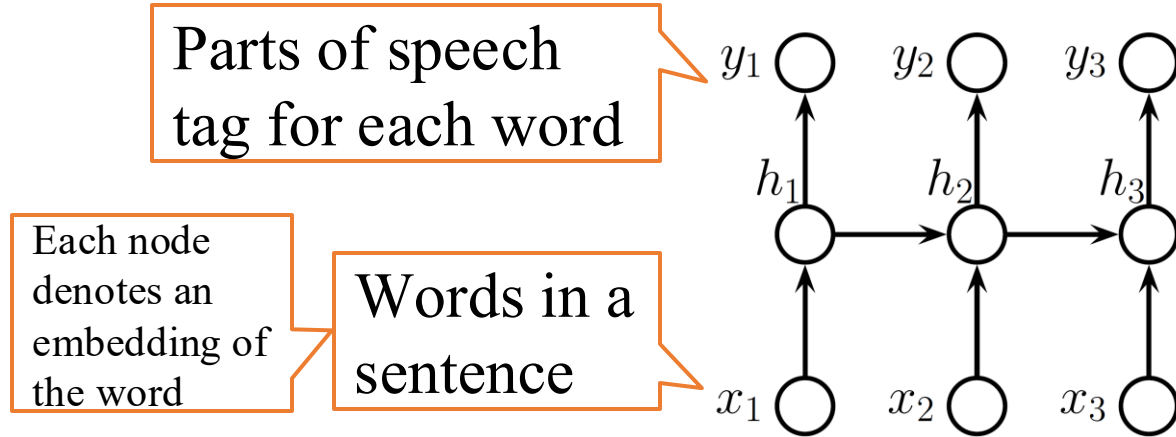 Parts of speech
tag for each word
Each node
denotes an
embedding of
the word
Words in a
sentence
y₁ y₂ y₃
h₁ h₂ h₃
x₁ x₂ x₃